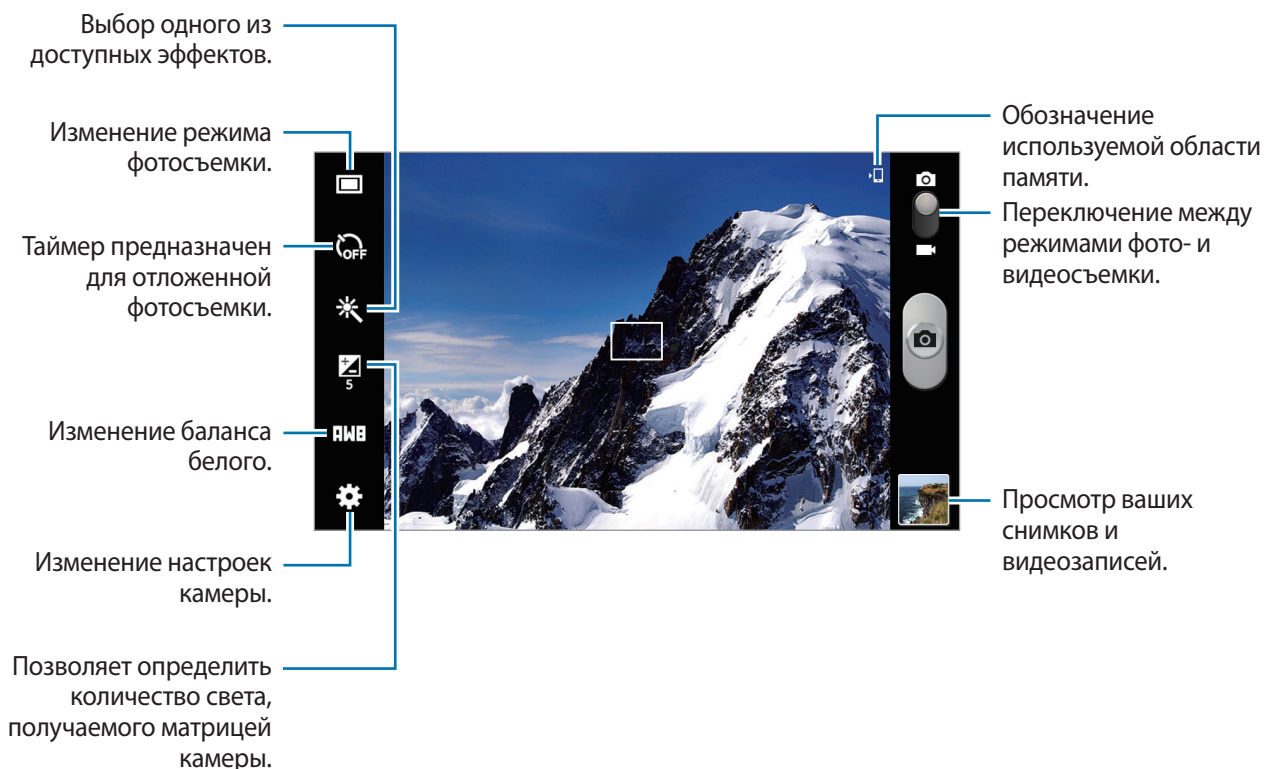 Выбор одного из
доступных эффектов.
Изменение режима
фотосъемки.
Таймер предназначен
для отложенной
фотосъемки.
Изменение баланса
белого.
Изменение настроек
камеры.
Позволяет определить
количество света,
получаемого матрицей
камеры.
OFF
5
AWB
Обозначение
используемой области
памяти.
Переключение между
режимами фото- и
видеосъемки.
Просмотр ваших
снимков и
видеозаписей.